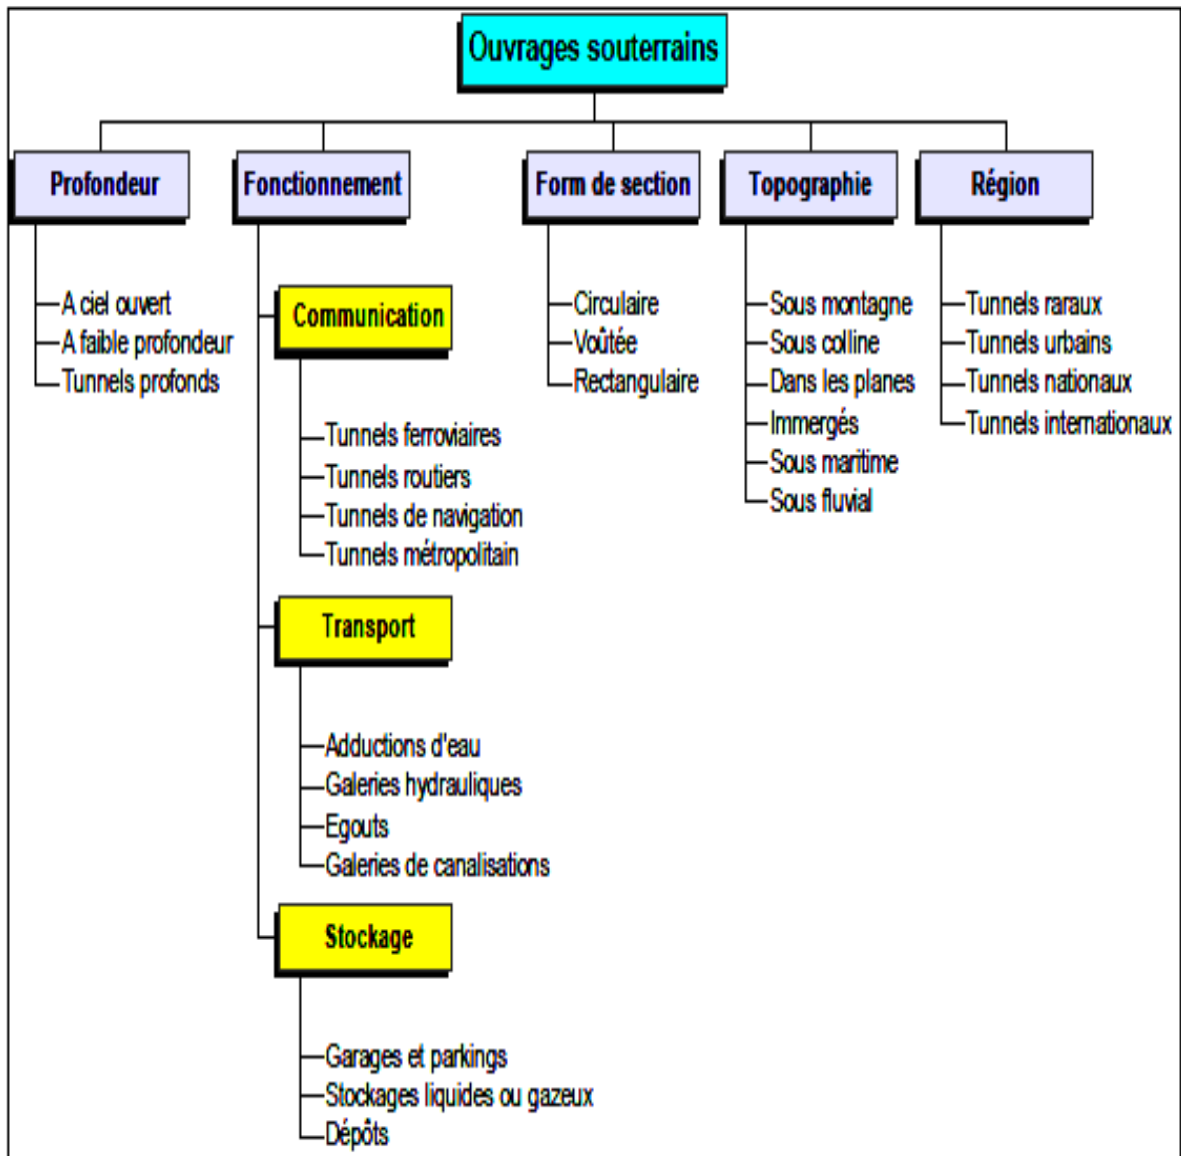 Ouvrages souterrains
Profondeur
A ciel ouvert
A faible profondeur
Tunnels profonds
Fonctionnement
Communication
Tunnels ferroviaires
Tunnels routiers
Tunnels de navigation
Tunnels métropolitain
Transport
Adductions d'eau
Galeries hydrauliques
Egouts
Galeries de canalisations
Stockage
Garages et parkings
Stockages liquides ou gazeux
Dépôts
Form de section
Circulaire
Voûtée
Rectangulaire
Topographie
Sous montagne
Sous colline
Dans les planes
Immergés
Sous maritime
Sous fluvial
Région
Tunnels raraux
Tunnels urbains
Tunnels nationaux
Tunnels internationaux